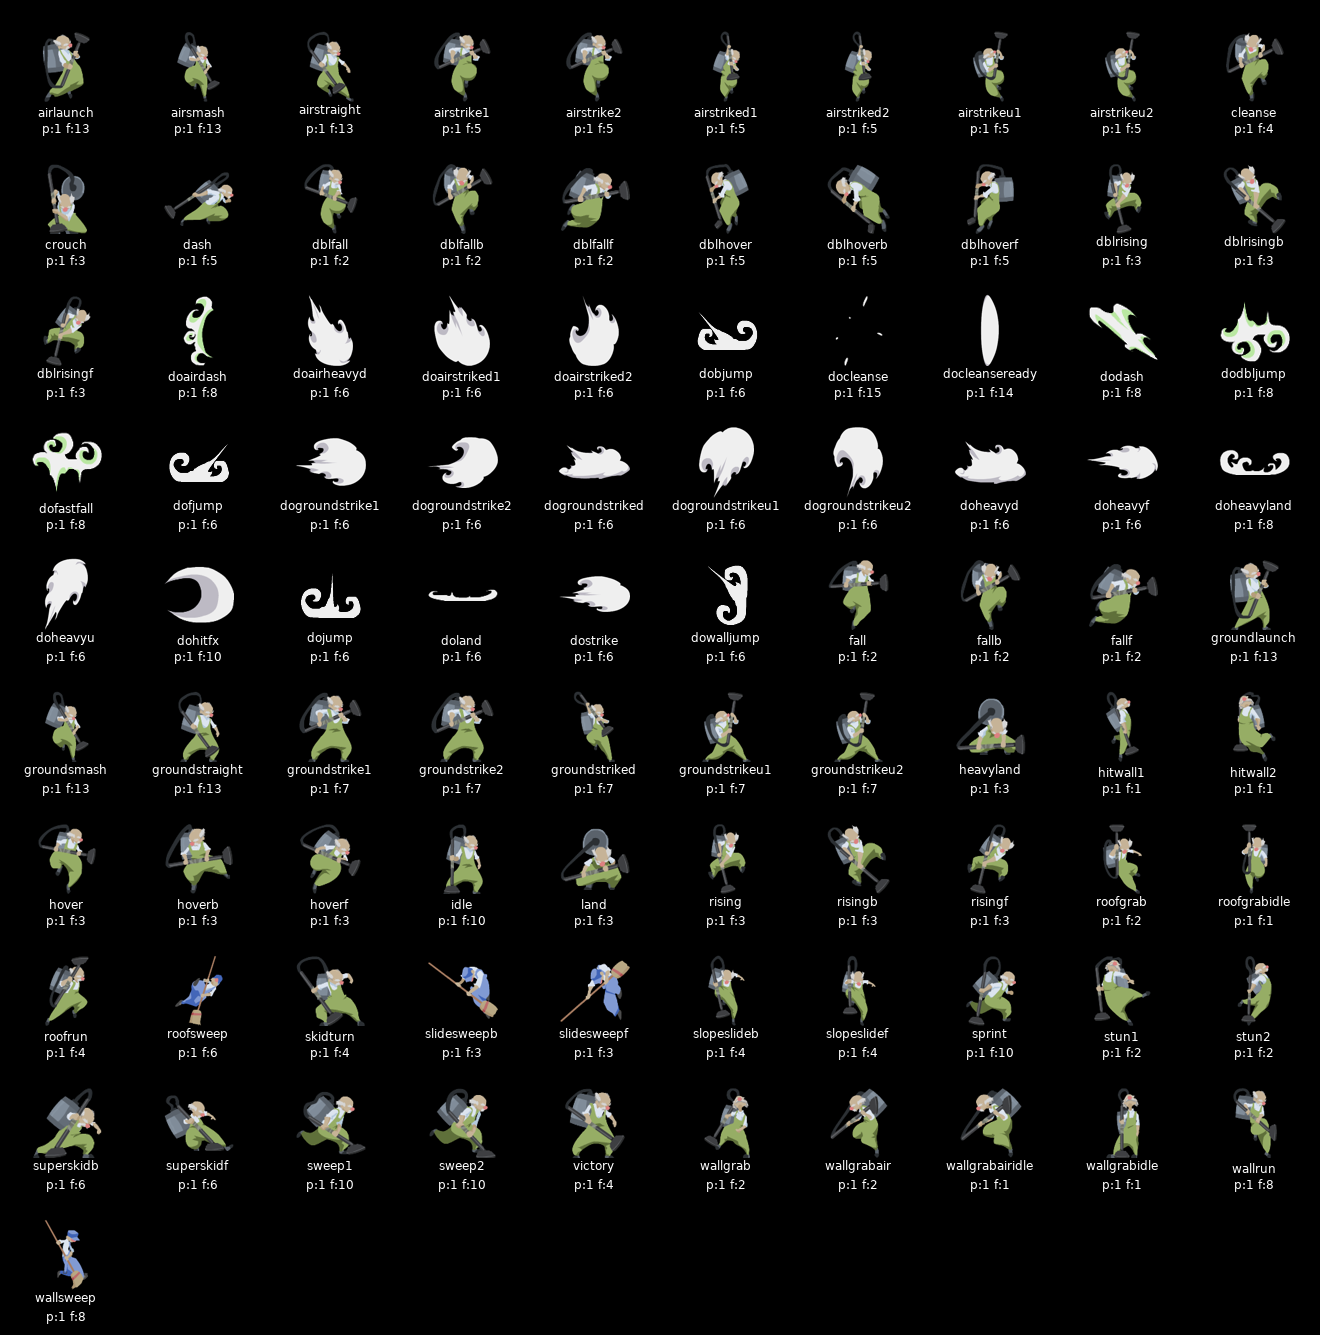 airlaunch airsmash airstraight airstrike1 airstrike2 airstriked1 airstriked2 airstrikeu1 airstrikeu2 cleanse
p:1 f:13 p:1 f:13 p:1 f:13 p:1 f:5 p:1 f:5 p:1 f:5 p:1 f:5 p:1 f:5 p:1 f:5 p:1 f:4
crouch dash dblfall dblfallb dblfallf dblhover dblhoverb dblhoverf dblrising dblrisingb
p:1 f:3 p:1 f:5 p:1 f:2 p:1 f:2 p:1 f:2 p:1 f:5 p:1 f:5 p:1 f:5 p:1 f:3 p:1 f:3
dblrisingf doairdash doairheavyd doairstriked1 doairstriked2 dobjump docleanse docleanseready dodash dodbljump
p:1 f:3 p:1 f:8 p:1 f:6 p:1 f:6 p:1 f:6 p:1 f:6 p:1 f:15 p:1 f:14 p:1 f:8 p:1 f:8
dofastfall dofjump dogroundstrike1 dogroundstrike2 dogroundstriked dogroundstrikeu1 dogroundstrikeu2 doheavyd doheavyf doheavyland
p:1 f:8 p:1 f:6 p:1 f:6 p:1 f:6 p:1 f:6 p:1 f:6 p:1 f:6 p:1 f:6 p:1 f:6 p:1 f:8
doheavyu dohitfx dojump doland dostrike dowalljump fall fallb fallf groundlaunch
p:1 f:6 p:1 f:10 p:1 f:6 p:1 f:6 p:1 f:6 p:1 f:6 p:1 f:2 p:1 f:2 p:1 f:2 p:1 f:13
groundsmash groundstraight groundstrike1 groundstrike2 groundstriked groundstrikeu1 groundstrikeu2 heavyland hitwall1 hitwall2
p:1 f:13 p:1 f:13 p:1 f:7 p:1 f:7 p:1 f:7 p:1 f:7 p:1 f:7 p:1 f:3 p:1 f:1 p:1 f:1
hover hoverb hoverf idle land rising risingb risingf roofgrab roofgrabidle
p:1 f:3 p:1 f:3 p:1 f:3 p:1 f:10 p:1 f:3 p:1 f:3 p:1 f:3 p:1 f:3 p:1 f:2 p:1 f:1
roofrun roofsweep skidturn slidesweepb slidesweepf slopeslideb slopeslidef sprint stun1 stun2
p:1 f:4 p:1 f:6 p:1 f:4 p:1 f:3 p:1 f:3 p:1 f:4 p:1 f:4 p:1 f:10 p:1 f:2 p:1 f:2
superskidb superskidf sweep1 sweep2 victory wallgrab wallgrabair wallgrabairidle wallgrabidle wallrun
p:1 f:6 p:1 f:6 p:1 f:10 p:1 f:10 p:1 f:4 p:1 f:2 p:1 f:2 p:1 f:1 p:1 f:1 p:1 f:8
wallsweep
p:1 f:8